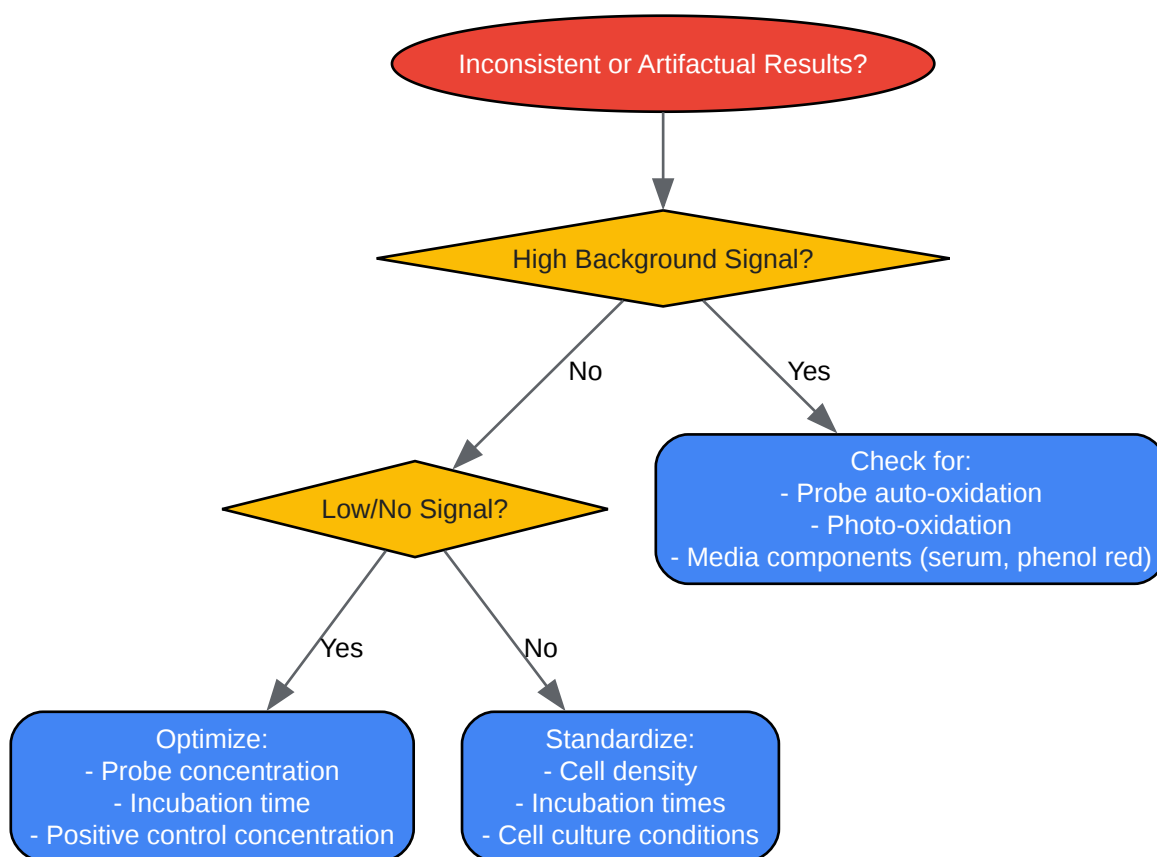 Inconsistent or Artifactual Results?
High Background Signal?
No
Yes
Check for:
- Probe auto-oxidation
- Photo-oxidation
- Media components (serum, phenol red)
Low/No Signal?
Yes
No
Optimize:
- Probe concentration
- Incubation time
- Positive control concentration
Standardize:
- Cell density
- Incubation times
- Cell culture conditions